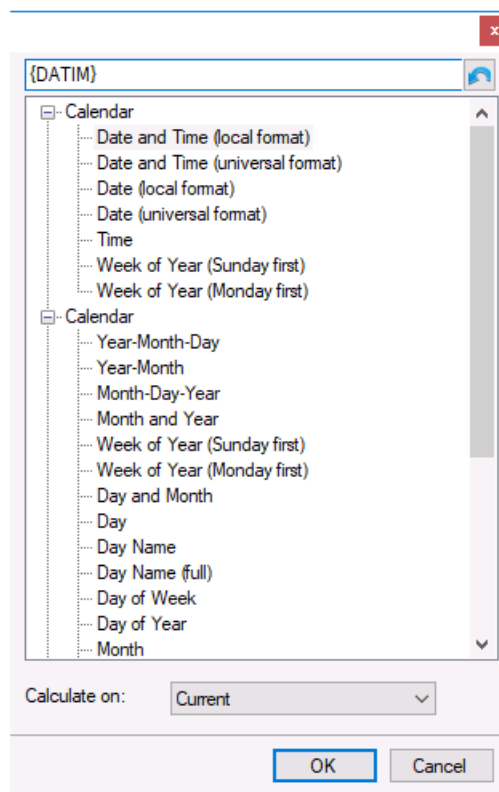 x
{DATIM}
Calendar
Date and Time (local format)
Date and Time (universal format)
Date (local format)
Date (universal format)
Time
Week of Year (Sunday first)
Week of Year (Monday first)
Calendar
Year-Month-Day
Year-Month
Month-Day-Year
Month and Year
Week of Year (Sunday first)
Week of Year (Monday first)
Day and Month
Day
Day Name
Day Name (full)
Day of Week
Day of Year
Month
Calculate on: Current
OK Cancel